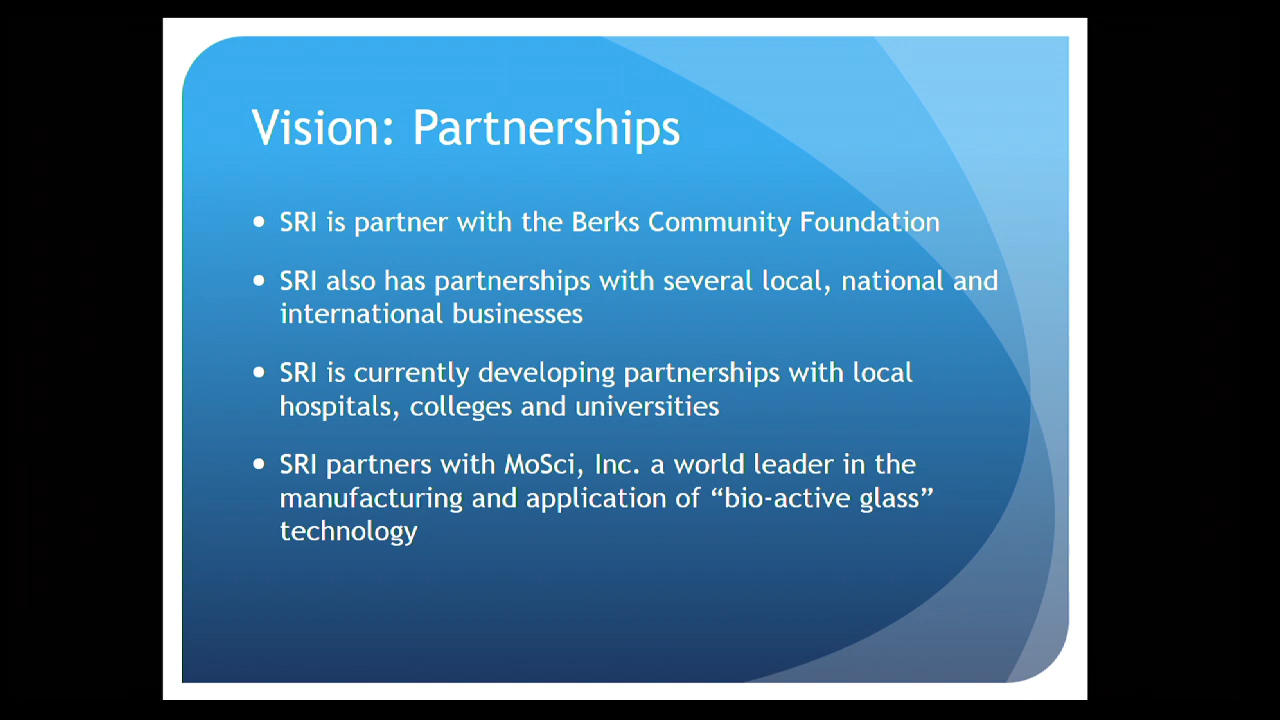 Vision: Partnerships
• SRI is partner with the Berks Community Foundation
• SRI also has partnerships with several local, national and
international businesses
• SRI is currently developing partnerships with local
hospitals, colleges and universities
• SRI partners with MoSci, Inc. a world leader in the
manufacturing and application of “bio-active glass”
technology